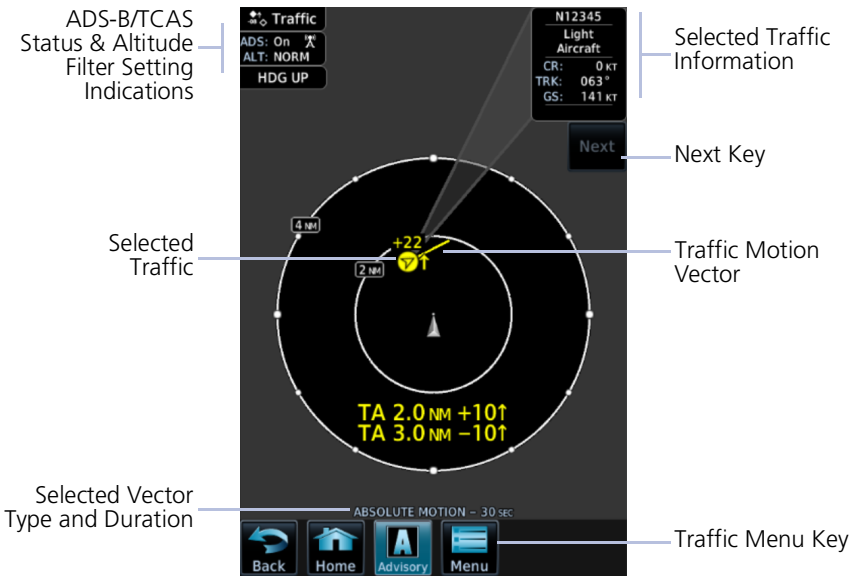 ADS-B/TCAS
Status & Altitude
Filter Setting
Indications
Traffic
ADS: On
ALT: NORM
HDG UP
N12345
Light
Aircraft
CR: 0 KT
TRK: 063°
GS: 141 KT
Selected Traffic
Information
Next
Next Key
4 NM
Selected
Traffic
+22
2 NM
Traffic Motion
Vector
TA 2.0 NM +10↑
TA 3.0 NM −10↑
Selected Vector
Type and Duration
ABSOLUTE MOTION – 30 SEC
Back
Home
A
Advisory
Menu
Traffic Menu Key